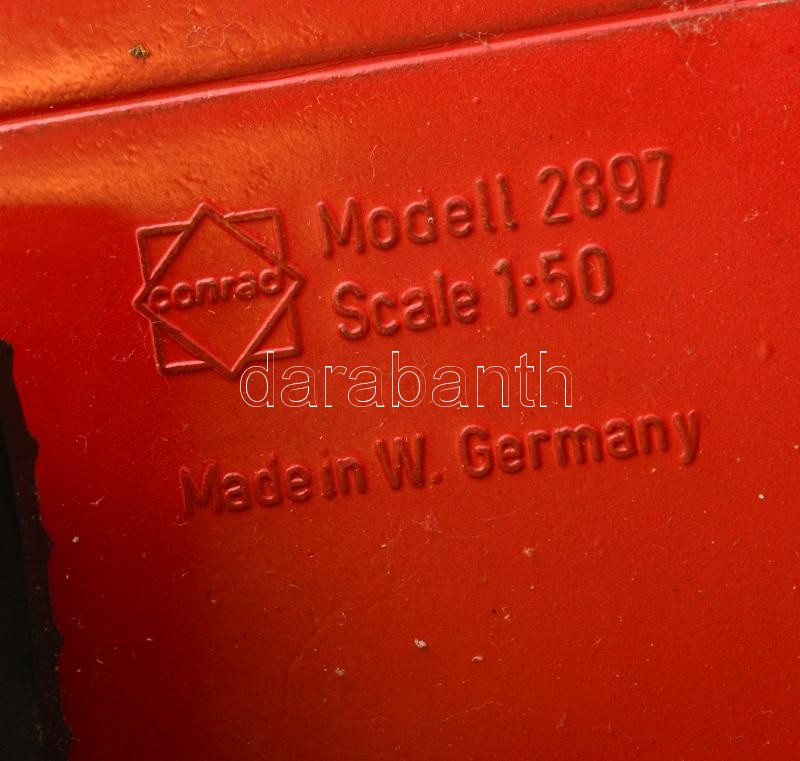 Modell 2897
conrad
Scale 1:50
darabanth
Made in W. Germany